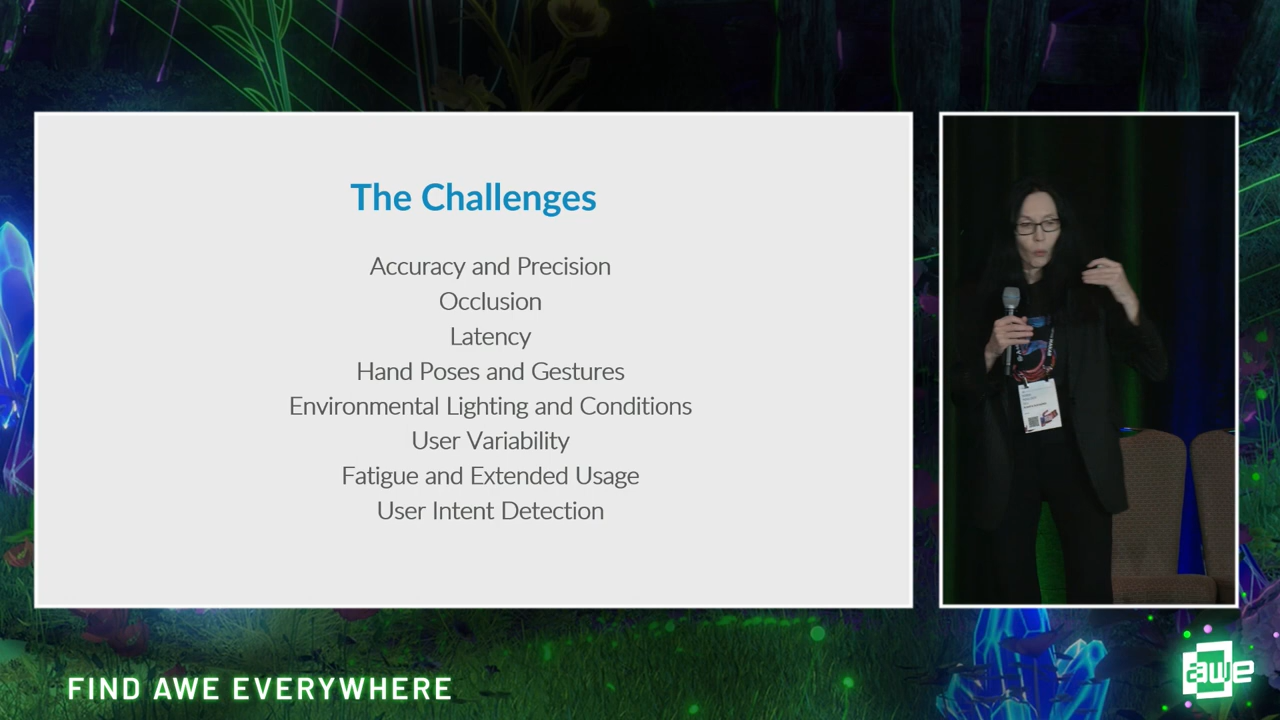 The Challenges
Accuracy and Precision
Occlusion
Latency
Hand Poses and Gestures
Environmental Lighting and Conditions
User Variability
Fatigue and Extended Usage
User Intent Detection
FIND AWE EVERYWHERE
awe